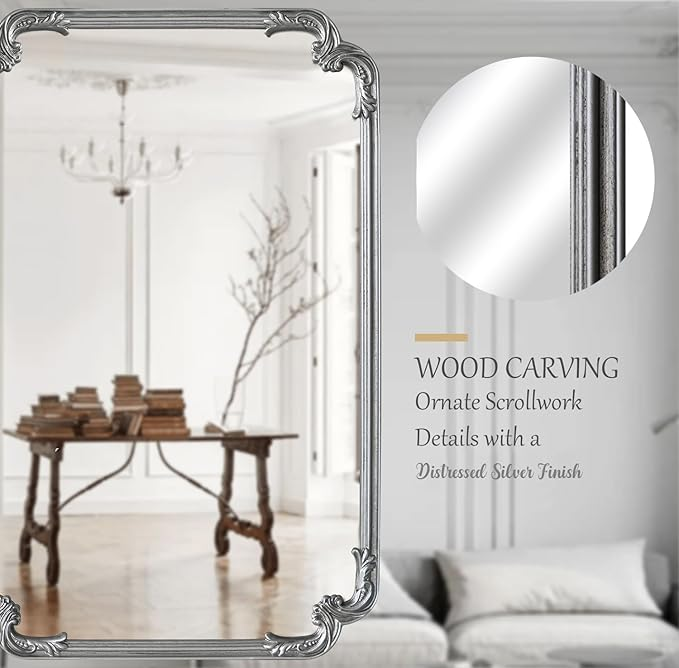 WOOD CARVING
Ornate Scrollwork
Details with a
Distressed Silver Finish